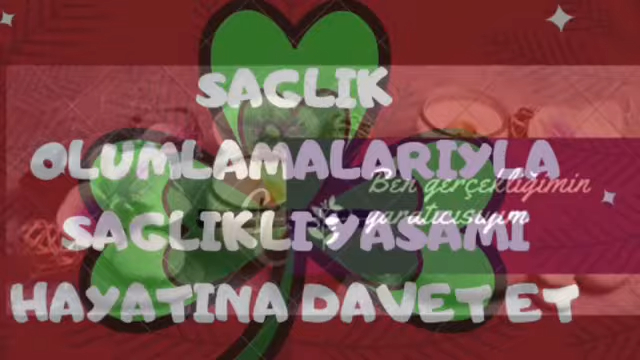 SAGLIK
OLUMLAMALARIYLA
SAGLIKLI YASAMI
HAYATINA DAVET ET
Ben gerçekliğimin
yaratıcısıyım